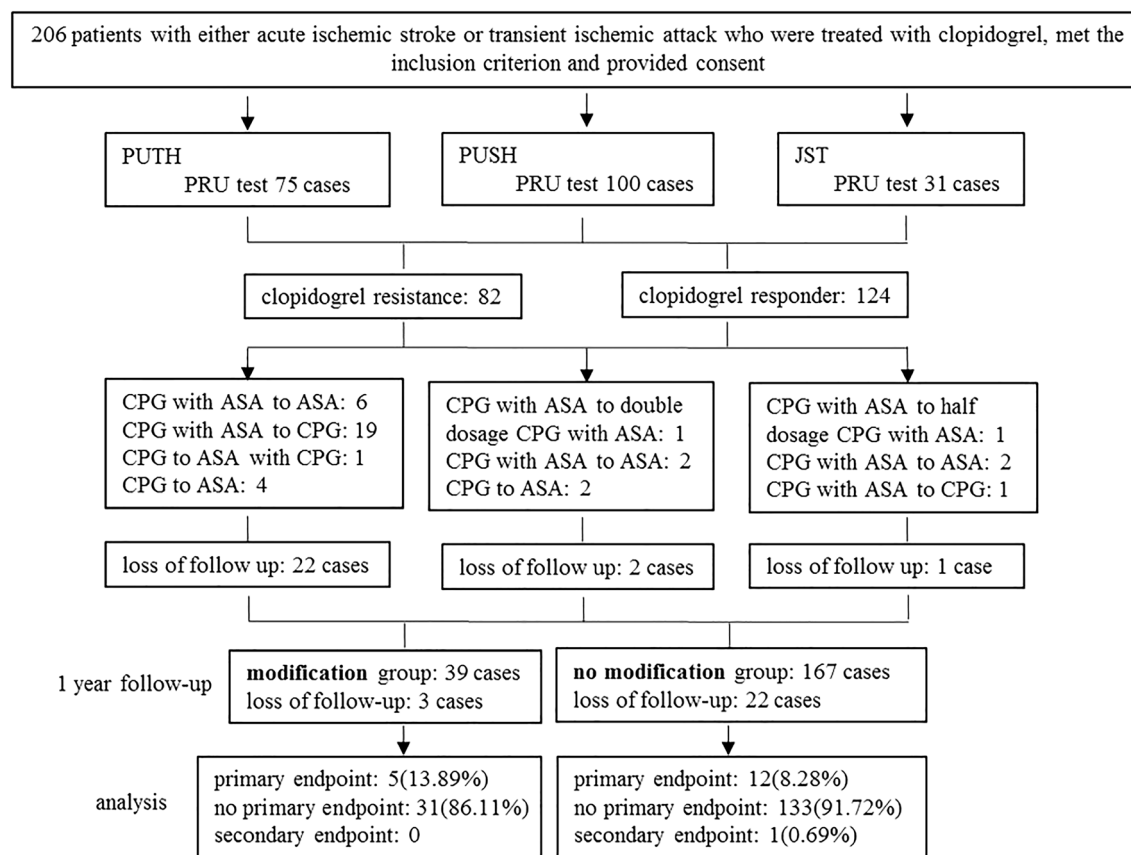 206 patients with either acute ischemic stroke or transient ischemic attack who were treated with clopidogrel, met the
inclusion criterion and provided consent
PUTH
PRU test 75 cases
PUSH
PRU test 100 cases
JST
PRU test 31 cases
clopidogrel resistance: 82
clopidogrel responder: 124
CPG with ASA to ASA: 6
CPG with ASA to CPG: 19
CPG to ASA with CPG: 1
CPG to ASA: 4
CPG with ASA to double
dosage CPG with ASA: 1
CPG with ASA to ASA: 2
CPG to ASA: 2
CPG with ASA to half
dosage CPG with ASA: 1
CPG with ASA to ASA: 2
CPG with ASA to CPG: 1
loss of follow up: 22 cases
loss of follow up: 2 cases
loss of follow up: 1 case
1 year follow-up
modification group: 39 cases
loss of follow-up: 3 cases
no modification group: 167 cases
loss of follow-up: 22 cases
analysis
primary endpoint: 5(13.89%)
no primary endpoint: 31(86.11%)
secondary endpoint: 0
primary endpoint: 12(8.28%)
no primary endpoint: 133(91.72%)
secondary endpoint: 1(0.69%)